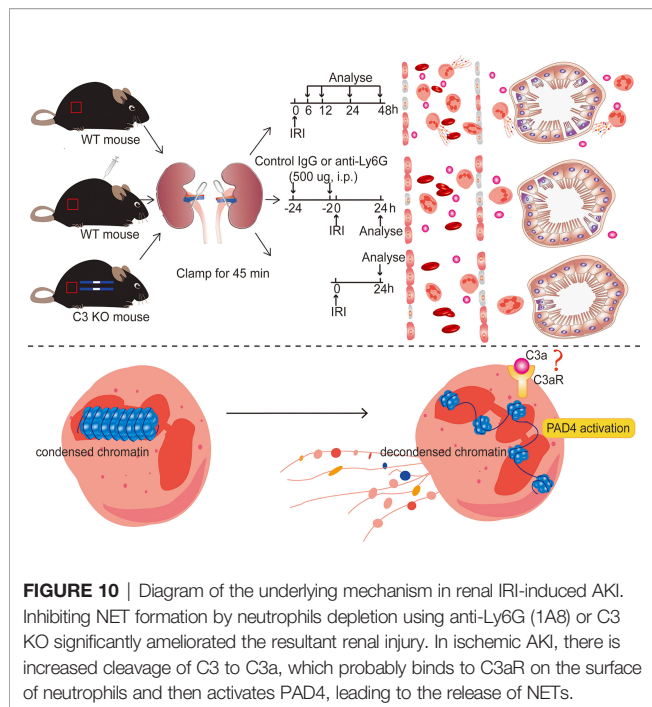 Analyse
0 6 12 24 48h
IRI
WT mouse
Control IgG or anti-Ly6G
(500 ug, i.p.)
-24 -2 0 24 h
IRI Analyse
WT mouse
Clamp for 45 min
Analyse
0 24h
IRI
C3 KO mouse
C3a ?
C3aR
PAD4 activation
condensed chromatin
decondensed chromatin
FIGURE 10 | Diagram of the underlying mechanism in renal IRI-induced AKI.
Inhibiting NET formation by neutrophils depletion using anti-Ly6G (1A8) or C3
KO significantly ameliorated the resultant renal injury. In ischemic AKI, there is
increased cleavage of C3 to C3a, which probably binds to C3aR on the surface
of neutrophils and then activates PAD4, leading to the release of NETs.